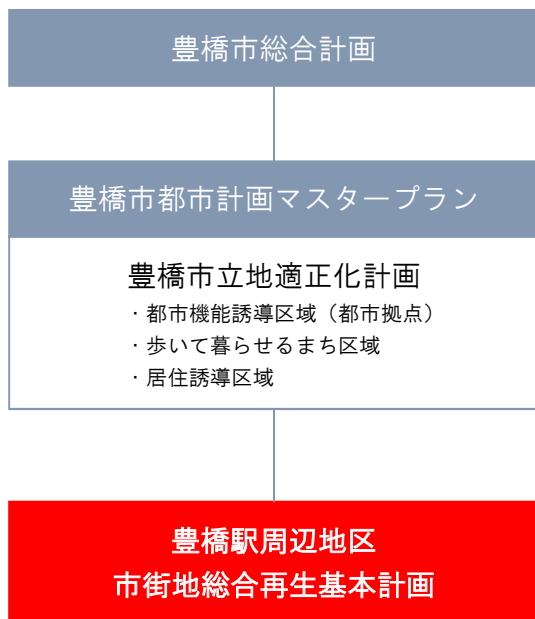 豊橋市総合計画
豊橋市都市計画マスタープラン
豊橋市立地適正化計画
・都市機能誘導区域（都市拠点）
・歩いて暮らせるまち区域
・居住誘導区域
豊橋駅周辺地区
市街地総合再生基本計画